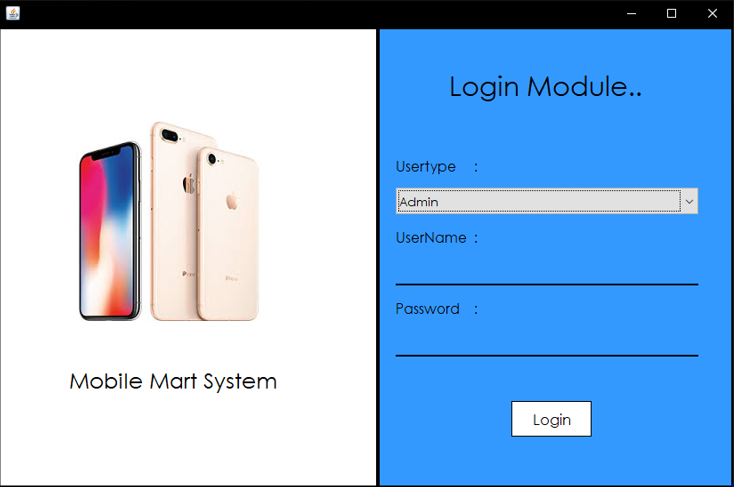 Login Module..
Usertype :
Admin
UserName :
Password :
Login
Mobile Mart System